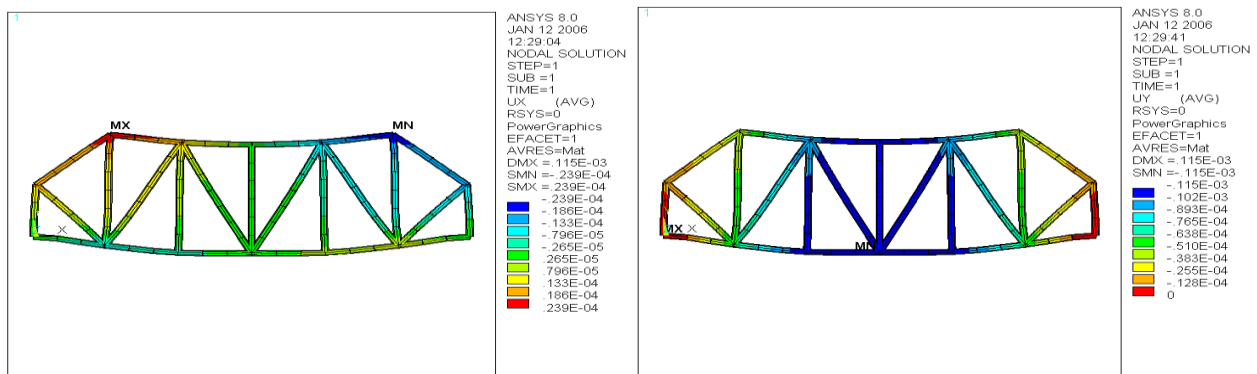 1
ANSYS 8.0
JAN 12 2006
12:29:04
NODAL SOLUTION
STEP=1
SUB =1
TIME=1
UX (AVG)
RSYS=0
PowerGraphics
EFACET=1
AVRES=Mat
DMX =.115E-03
SMN =-.239E-04
SMX =.239E-04
-.239E-04
-.186E-04
-.133E-04
-.796E-05
-.265E-05
.265E-05
.796E-05
.133E-04
.186E-04
.239E-04
MX
MN
X
1
ANSYS 8.0
JAN 12 2006
12:29:41
NODAL SOLUTION
STEP=1
SUB =1
TIME=1
UY (AVG)
RSYS=0
PowerGraphics
EFACET=1
AVRES=Mat
DMX =.115E-03
SMN =-.115E-03
-.115E-03
-.102E-03
-.893E-04
-.765E-04
-.638E-04
-.510E-04
-.383E-04
-.255E-04
-.128E-04
0
MX X
MN